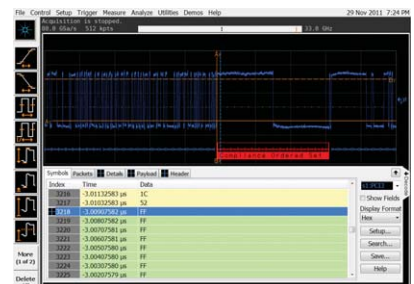 File Control Setup Trigger Measure Analyze Utilities Demos Help
29 Nov 2011 7:24 PM
Acquisition is stopped.
80.0 GSa/s 512 kpts
33.0 GHz
Compliance Ordered Set
Symbols Packets Details Payload Header
Index Time Data
3216 -3.01132583 µs 1C
3217 -3.01032583 µs 52
3218 -3.00907582 µs FF
3219 -3.00807582 µs FF
3220 -3.00707581 µs FF
3221 -3.00607581 µs FF
3222 -3.00507580 µs FF
3223 -3.00407580 µs FF
3224 -3.00307580 µs FF
3225 -3.00207579 µs FF
Show Fields
Display Format
Hex
Setup...
Search...
Save...
Help
More
(1 of 2)
Delete